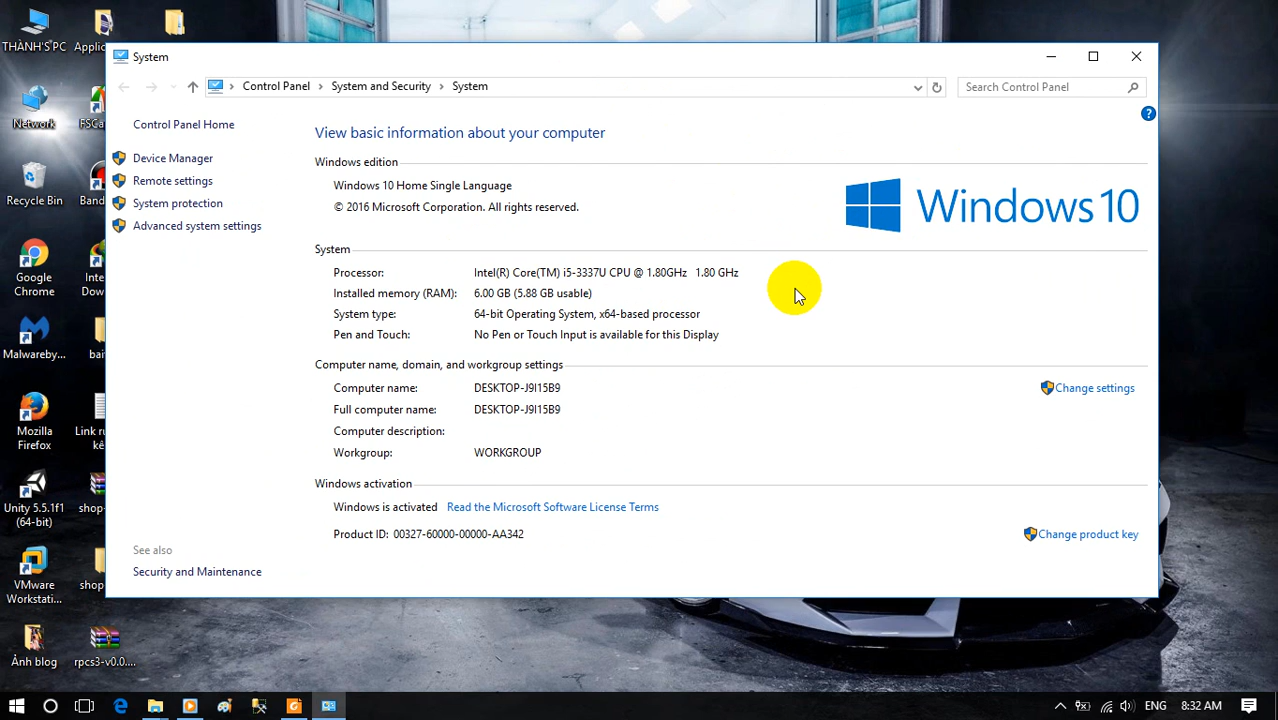 THÀNH'S PC
Applic
Network
FSCa
Recycle Bin
Band
Google
Chrome
Inte
Down
Malwareby...
bai
Mozilla
Firefox
Link r
kê
Unity 5.5.1f1
(64-bit)
shop-
VMware
Workstati...
shop
Ảnh blog
rpcs3-v0.0....
System
Control Panel
System and Security
System
Search Control Panel
Control Panel Home
Device Manager
Remote settings
System protection
Advanced system settings
See also
Security and Maintenance
View basic information about your computer
Windows edition
Windows 10 Home Single Language
© 2016 Microsoft Corporation. All rights reserved.
Windows 10
System
Processor: Intel(R) Core(TM) i5-3337U CPU @ 1.80GHz 1.80 GHz
Installed memory (RAM): 6.00 GB (5.88 GB usable)
System type: 64-bit Operating System, x64-based processor
Pen and Touch: No Pen or Touch Input is available for this Display
Computer name, domain, and workgroup settings
Computer name: DESKTOP-J9I15B9
Change settings
Full computer name: DESKTOP-J9I15B9
Computer description:
Workgroup: WORKGROUP
Windows activation
Windows is activated Read the Microsoft Software License Terms
Product ID: 00327-60000-00000-AA342
Change product key
ENG
8:32 AM